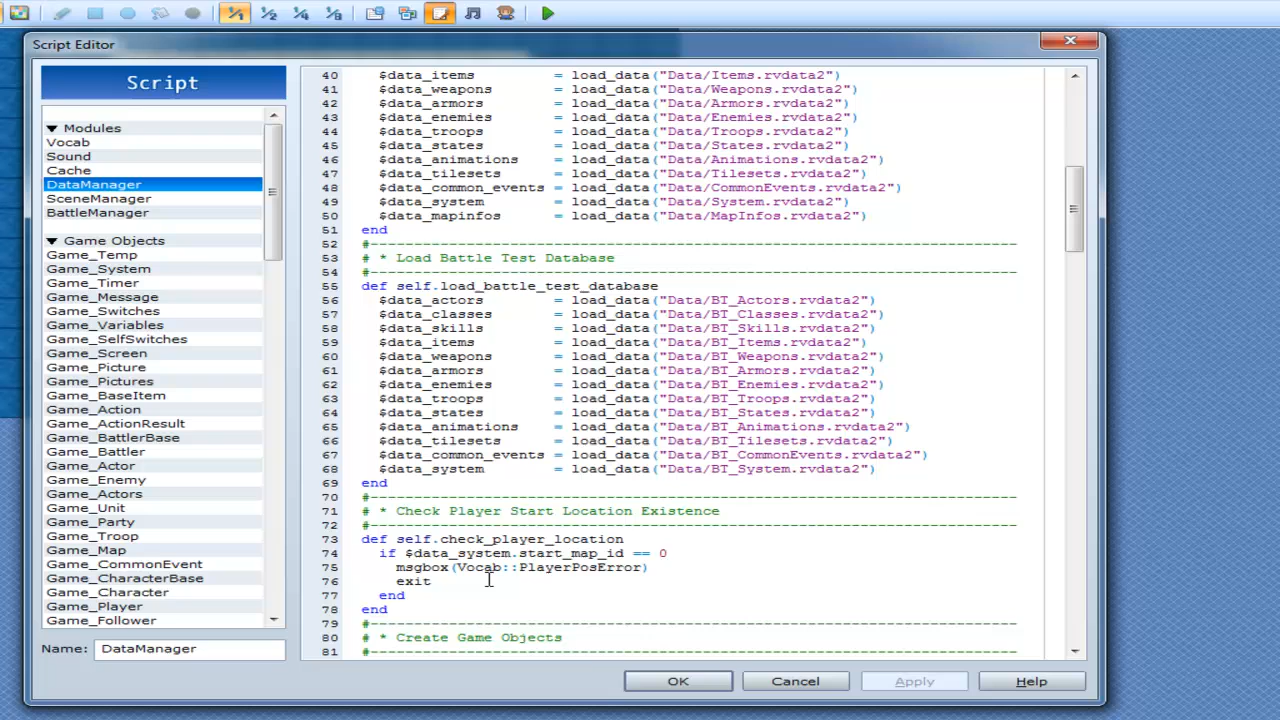 Script Editor
Script
Modules
Vocab
Sound
Cache
DataManager
SceneManager
BattleManager
Game Objects
Game_Temp
Game_System
Game_Timer
Game_Message
Game_Switches
Game_Variables
Game_SelfSwitches
Game_Screen
Game_Picture
Game_Pictures
Game_BaseItem
Game_Action
Game_ActionResult
Game_BattlerBase
Game_Battler
Game_Actor
Game_Enemy
Game_Actors
Game_Unit
Game_Party
Game_Troop
Game_Map
Game_CommonEvent
Game_CharacterBase
Game_Character
Game_Player
Game_Follower
Name: DataManager
40 $data_items = load_data("Data/Items.rvdata2")
41 $data_weapons = load_data("Data/Weapons.rvdata2")
42 $data_armors = load_data("Data/Armors.rvdata2")
43 $data_enemies = load_data("Data/Enemies.rvdata2")
44 $data_troops = load_data("Data/Troops.rvdata2")
45 $data_states = load_data("Data/States.rvdata2")
46 $data_animations = load_data("Data/Animations.rvdata2")
47 $data_tilesets = load_data("Data/Tilesets.rvdata2")
48 $data_common_events = load_data("Data/CommonEvents.rvdata2")
49 $data_system = load_data("Data/System.rvdata2")
50 $data_mapinfos = load_data("Data/MapInfos.rvdata2")
51 end
52 #--------------------------------------------------------------------------
53 # * Load Battle Test Database
54 #--------------------------------------------------------------------------
55 def self.load_battle_test_database
56 $data_actors = load_data("Data/BT_Actors.rvdata2")
57 $data_classes = load_data("Data/BT_Classes.rvdata2")
58 $data_skills = load_data("Data/BT_Skills.rvdata2")
59 $data_items = load_data("Data/BT_Items.rvdata2")
60 $data_weapons = load_data("Data/BT_Weapons.rvdata2")
61 $data_armors = load_data("Data/BT_Armors.rvdata2")
62 $data_enemies = load_data("Data/BT_Enemies.rvdata2")
63 $data_troops = load_data("Data/BT_Troops.rvdata2")
64 $data_states = load_data("Data/BT_States.rvdata2")
65 $data_animations = load_data("Data/BT_Animations.rvdata2")
66 $data_tilesets = load_data("Data/BT_Tilesets.rvdata2")
67 $data_common_events = load_data("Data/BT_CommonEvents.rvdata2")
68 $data_system = load_data("Data/BT_System.rvdata2")
69 end
70 #--------------------------------------------------------------------------
71 # * Check Player Start Location Existence
72 #--------------------------------------------------------------------------
73 def self.check_player_location
74 if $data_system.start_map_id == 0
75 msgbox(Vocab::PlayerPosError)
76 exit
77 end
78 end
79 #--------------------------------------------------------------------------
80 # * Create Game Objects
81 #--------------------------------------------------------------------------
OK Cancel Apply Help